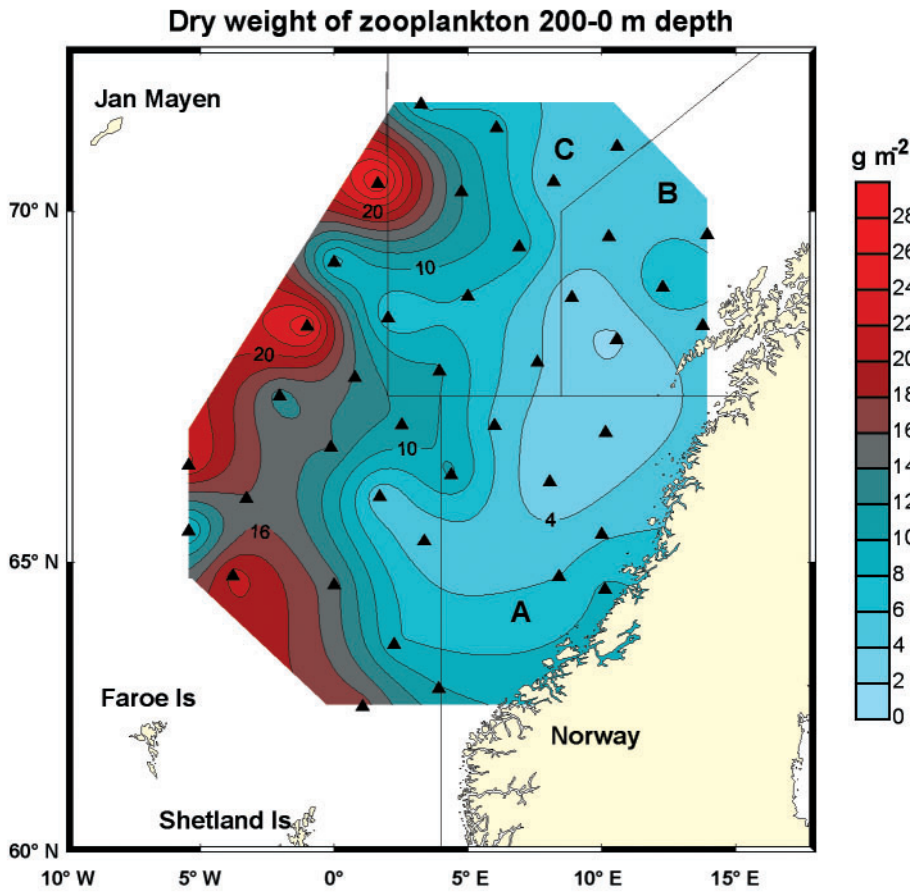 Dry weight of zooplankton 200-0 m depth
Jan Mayen
C
B
g m-2
70° N
20
10
20
10
16
4
65° N
A
Faroe Is
Norway
Shetland Is
60° N
10° W
5° W
0°
5° E
10° E
15° E
28
26
24
22
20
18
16
14
12
10
8
6
4
2
0